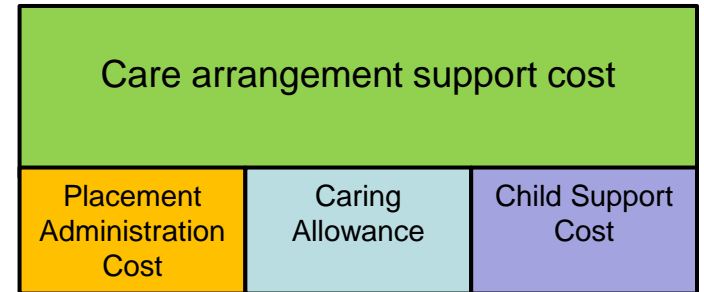 Care arrangement support cost
Placement
Administration
Cost
Caring
Allowance
Child Support
Cost